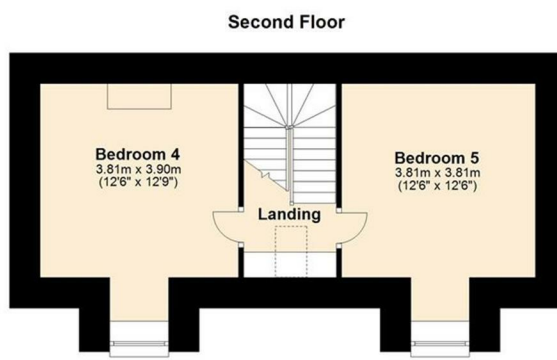 Second Floor
Bedroom 4
3.81m x 3.90m
(12'6" x 12'9")
Landing
Bedroom 5
3.81m x 3.81m
(12'6" x 12'6")